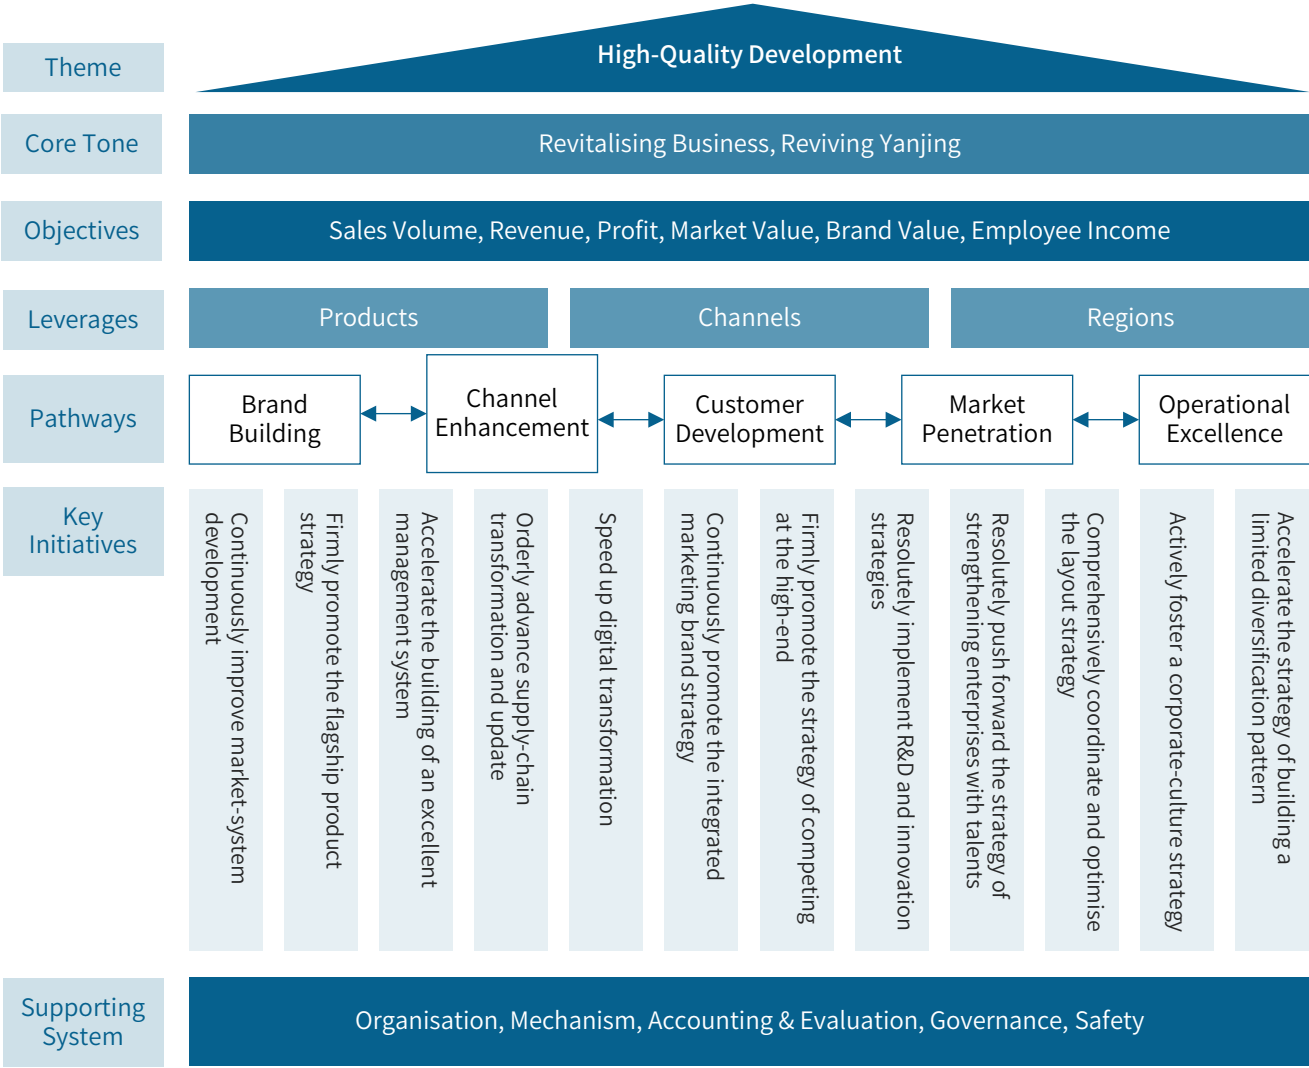 Theme
High-Quality Development
Core Tone
Revitalising Business, Reviving Yanjing
Objectives
Sales Volume, Revenue, Profit, Market Value, Brand Value, Employee Income
Leverages
Products
Channels
Regions
Pathways
Brand
Building
Channel
Enhancement
Customer
Development
Market
Penetration
Operational
Excellence
Key
Initiatives
Continuously improve market-system
development
Firmly promote the flagship product
strategy
Accelerate the building of an excellent
management system
Orderly advance supply-chain
transformation and update
Speed up digital transformation
Continuously promote the integrated
marketing brand strategy
Firmly promote the strategy of competing
at the high-end
Resolutely implement R&D and innovation
strategies
Resolutely push forward the strategy of
strengthening enterprises with talents
Comprehensively coordinate and optimise
the layout strategy
Actively foster a corporate-culture strategy
Accelerate the strategy of building a
limited diversification pattern
Supporting
System
Organisation, Mechanism, Accounting & Evaluation, Governance, Safety